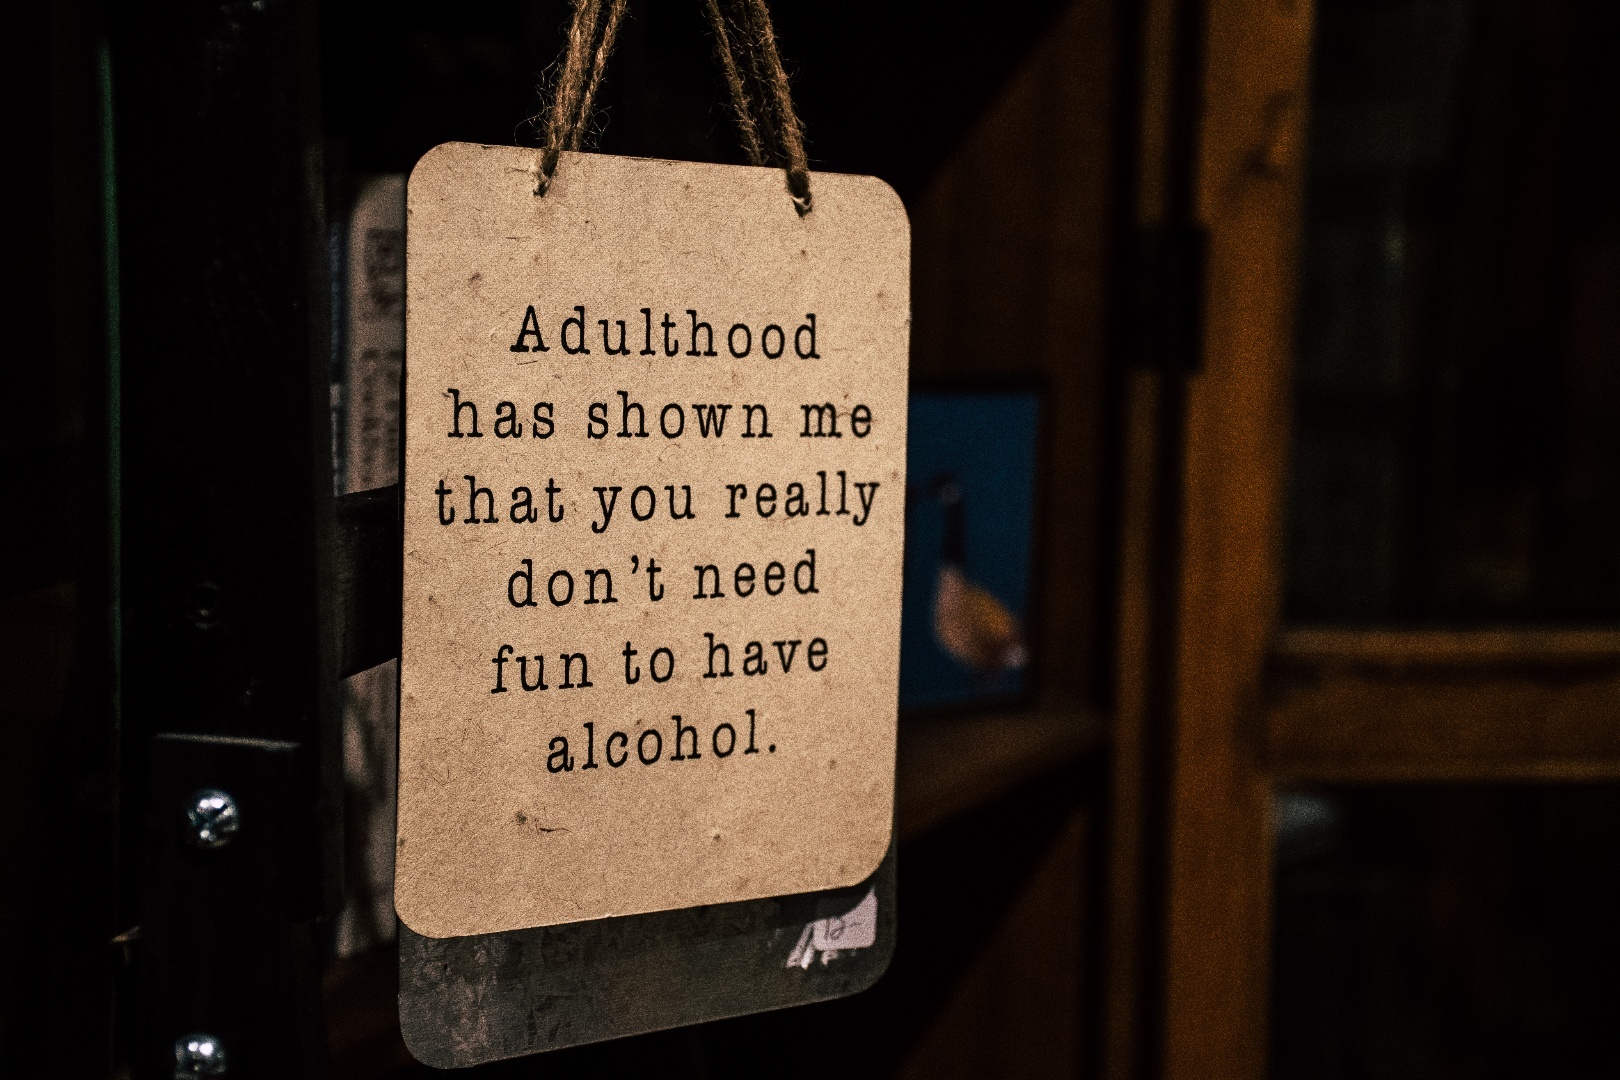 Adulthood
has shown me
that you really
don't need
fun to have
alcohol.